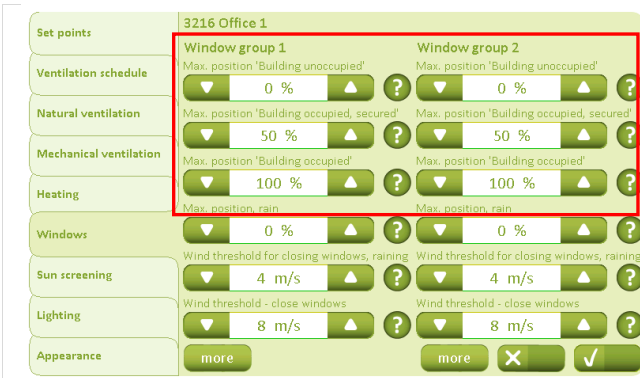 3216 Office 1
Set points
Ventilation schedule
Natural ventilation
Mechanical ventilation
Heating
Windows
Sun screening
Lighting
Appearance
Window group 1
Max. position 'Building unoccupied'
0 %
?
Max. position 'Building occupied, secured'
50 %
?
Max. position 'Building occupied'
100 %
?
Max. position, rain
0 %
?
Wind threshold for closing windows, raining
4 m/s
?
Wind threshold - close windows
8 m/s
?
more
Window group 2
Max. position 'Building unoccupied'
0 %
?
Max. position 'Building occupied, secured'
50 %
?
Max. position 'Building occupied'
100 %
?
Max. position, rain
0 %
?
Wind threshold for closing windows, raining
4 m/s
?
Wind threshold - close windows
8 m/s
?
more